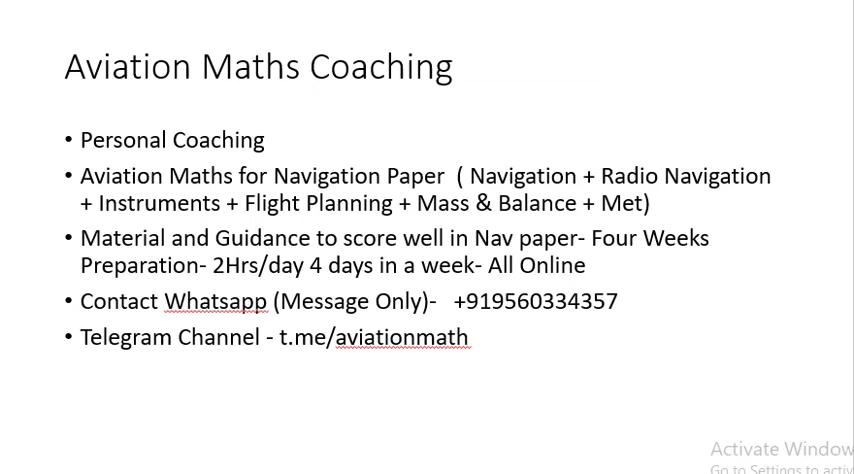 Aviation Maths Coaching
• Personal Coaching
• Aviation Maths for Navigation Paper ( Navigation + Radio Navigation
+ Instruments + Flight Planning + Mass & Balance + Met)
• Material and Guidance to score well in Nav paper- Four Weeks
Preparation- 2Hrs/day 4 days in a week- All Online
• Contact Whatsapp (Message Only)- +919560334357
• Telegram Channel - t.me/aviationmath
Activate Window
Go to Settings to activ